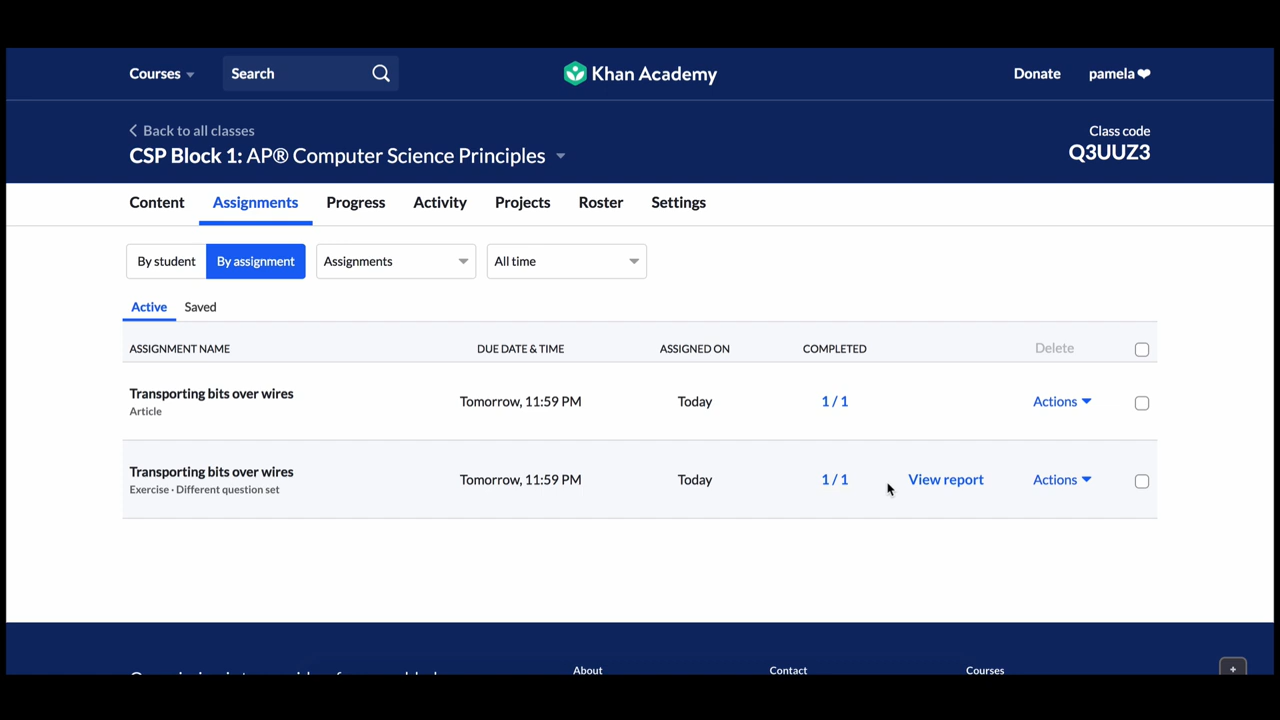 Courses
Search
Khan Academy
Donate
pamela❤
Back to all classes
Class code
CSP Block 1: AP® Computer Science Principles
Q3UUZ3
Content
Assignments
Progress
Activity
Projects
Roster
Settings
By student
By assignment
Assignments
All time
Active
Saved
ASSIGNMENT NAME
DUE DATE & TIME
ASSIGNED ON
COMPLETED
Delete
Transporting bits over wires
Article
Tomorrow, 11:59 PM
Today
1 / 1
Actions
Transporting bits over wires
Exercise · Different question set
Tomorrow, 11:59 PM
Today
1 / 1
View report
Actions
About
Contact
Courses